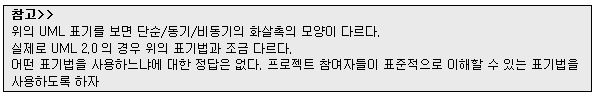 참고>>
위의 UML 표기를 보면 단순/동기/비동기의 화살촉의 모양이 다르다.
실제로 UML 2.0 의 경우 위의 표기법과 조금 다르다.
어떤 표기법을 사용하느냐에 대한 정답은 없다. 프로젝트 참여자들이 표준적으로 이해할 수 있는 표기법을
사용하도록 하자